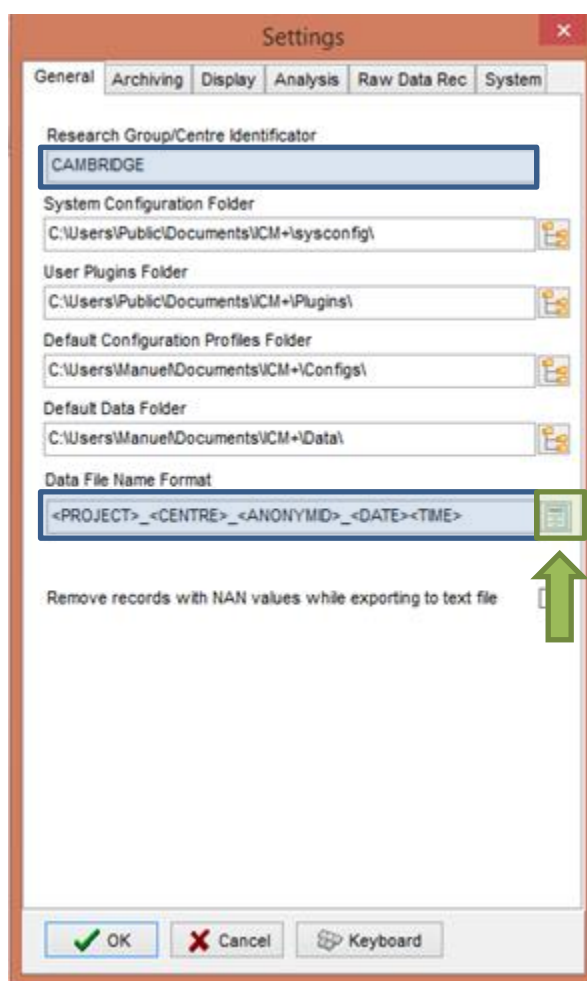 Settings
General Archiving Display Analysis Raw Data Rec System
Research Group/Centre Identificator
CAMBRIDGE
System Configuration Folder
C:\Users\Public\Documents\ICM+\sysconfig\
User Plugins Folder
C:\Users\Public\Documents\ICM+\Plugins\
Default Configuration Profiles Folder
C:\Users\Manuel\Documents\ICM+\Configs\
Default Data Folder
C:\Users\Manuel\Documents\ICM+\Data\
Data File Name Format
<PROJECT>_<CENTRE>_<ANONYMID>_<DATE><TIME>
Remove records with NAN values while exporting to text file
OK Cancel Keyboard